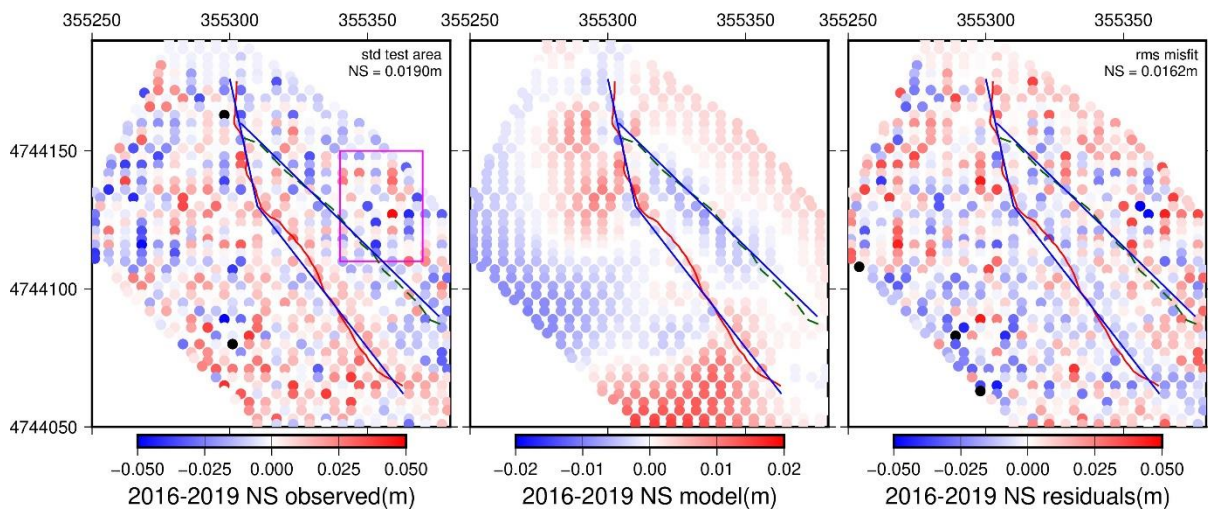 355250 355300 355350 355300 355350 355300 355350
std test area
NS = 0.0190m
rms misfit
NS = 0.0162m
4744150
4744100
4744050
−0.050 −0.025 0.000 0.025 0.050
−0.02 −0.01 0.00 0.01 0.02
−0.050 −0.025 0.000 0.025 0.050
2016-2019 NS observed(m)
2016-2019 NS model(m)
2016-2019 NS residuals(m)